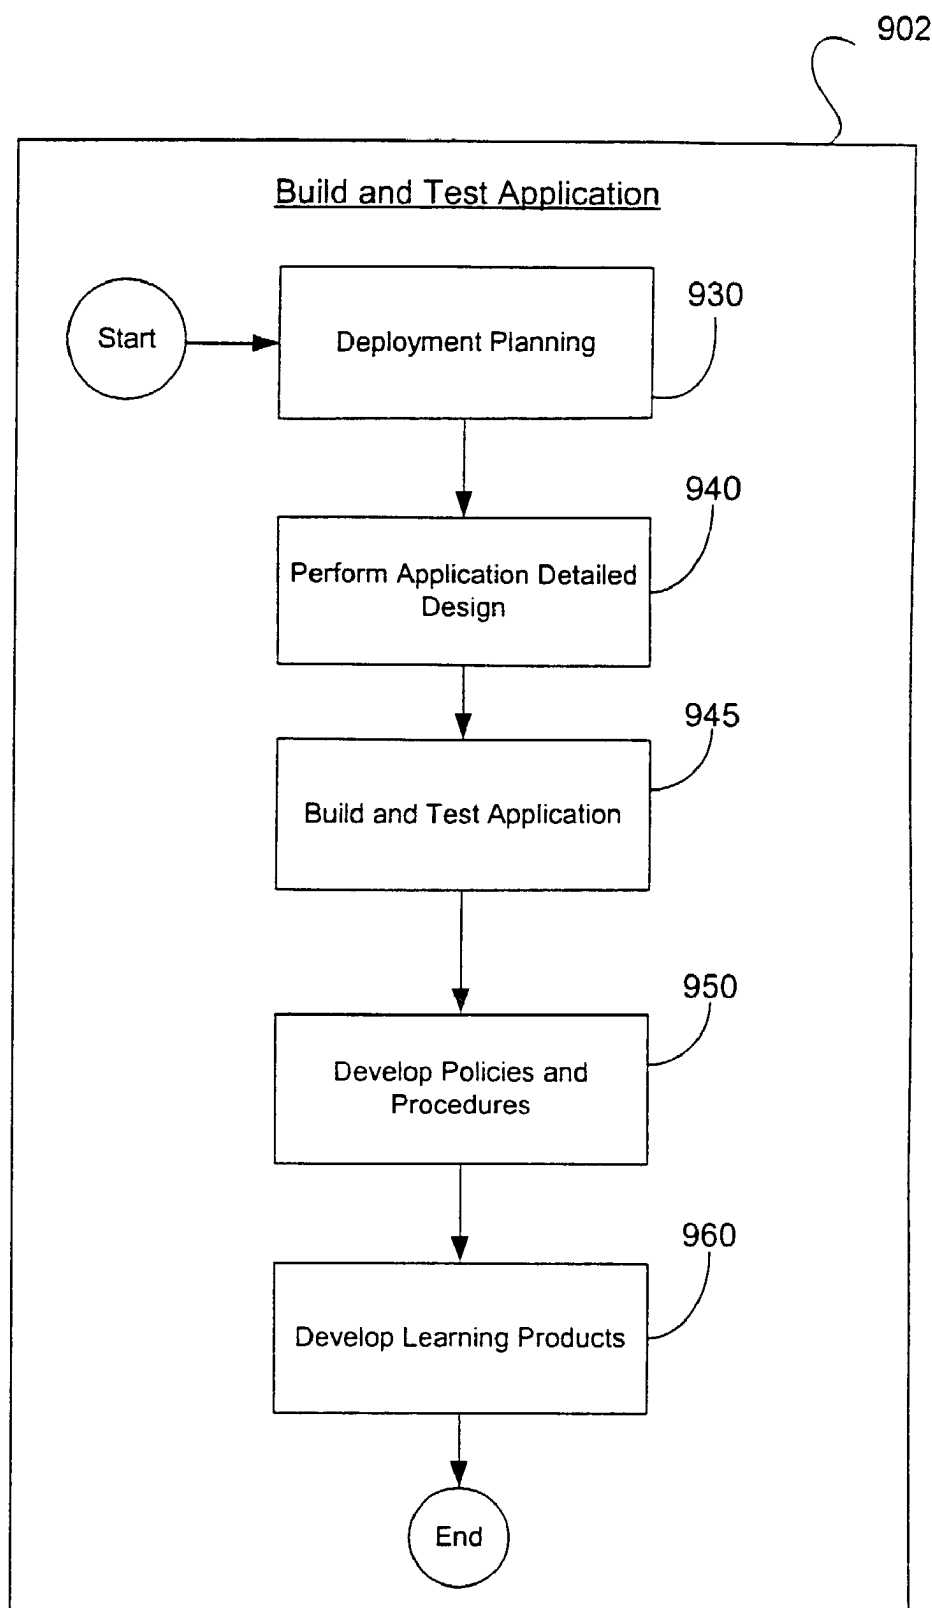 902
Build and Test Application
Start
Deployment Planning
930
940
Perform Application Detailed
Design
945
Build and Test Application
950
Develop Policies and
Procedures
960
Develop Learning Products
End